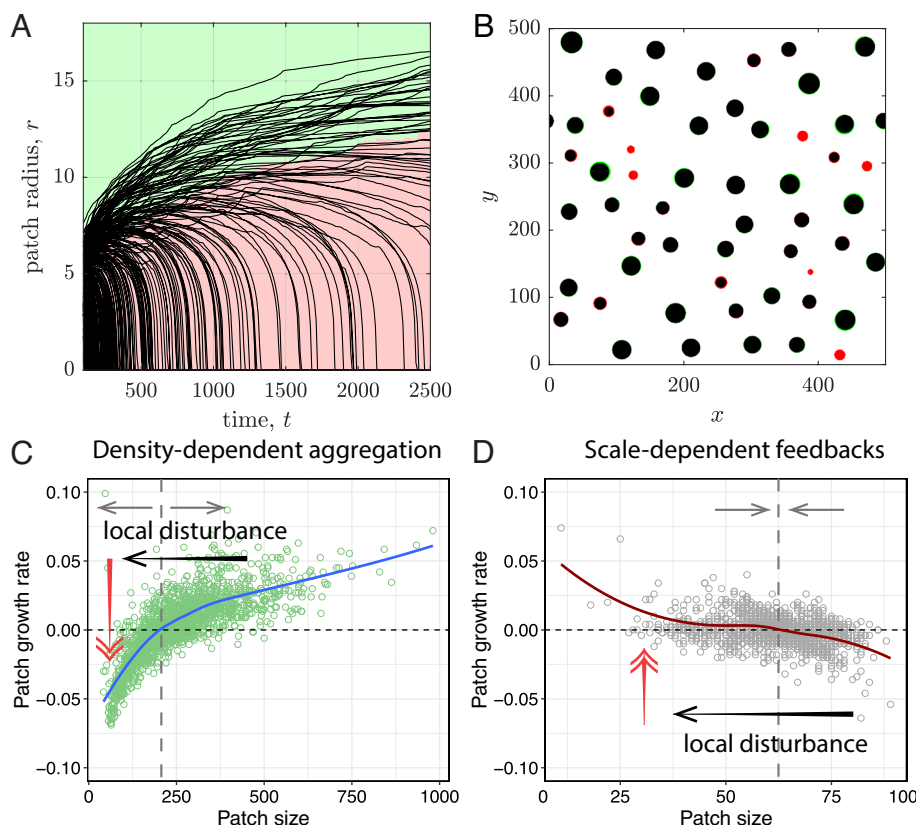 A
15
10
5
0
500
1000
1500
2000
2500
patch radius, r
time, t
B
500
400
300
200
100
0
0
200
400
y
x
C
Density-dependent aggregation
0.10
0.05
0.00
−0.05
−0.10
0
250
500
750
1000
local disturbance
Patch growth rate
Patch size
D
Scale-dependent feedbacks
0.10
0.05
0.00
−0.05
−0.10
0
25
50
75
100
local disturbance
Patch growth rate
Patch size